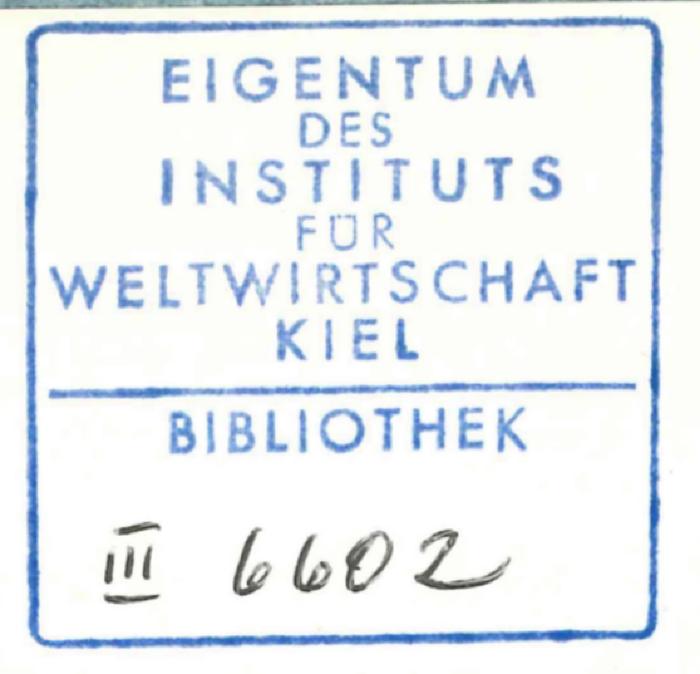 EIGENTUM
DES
INSTITUTS
FÜR
WELTWIRTSCHAFT
KIEL
BIBLIOTHEK
III 6602